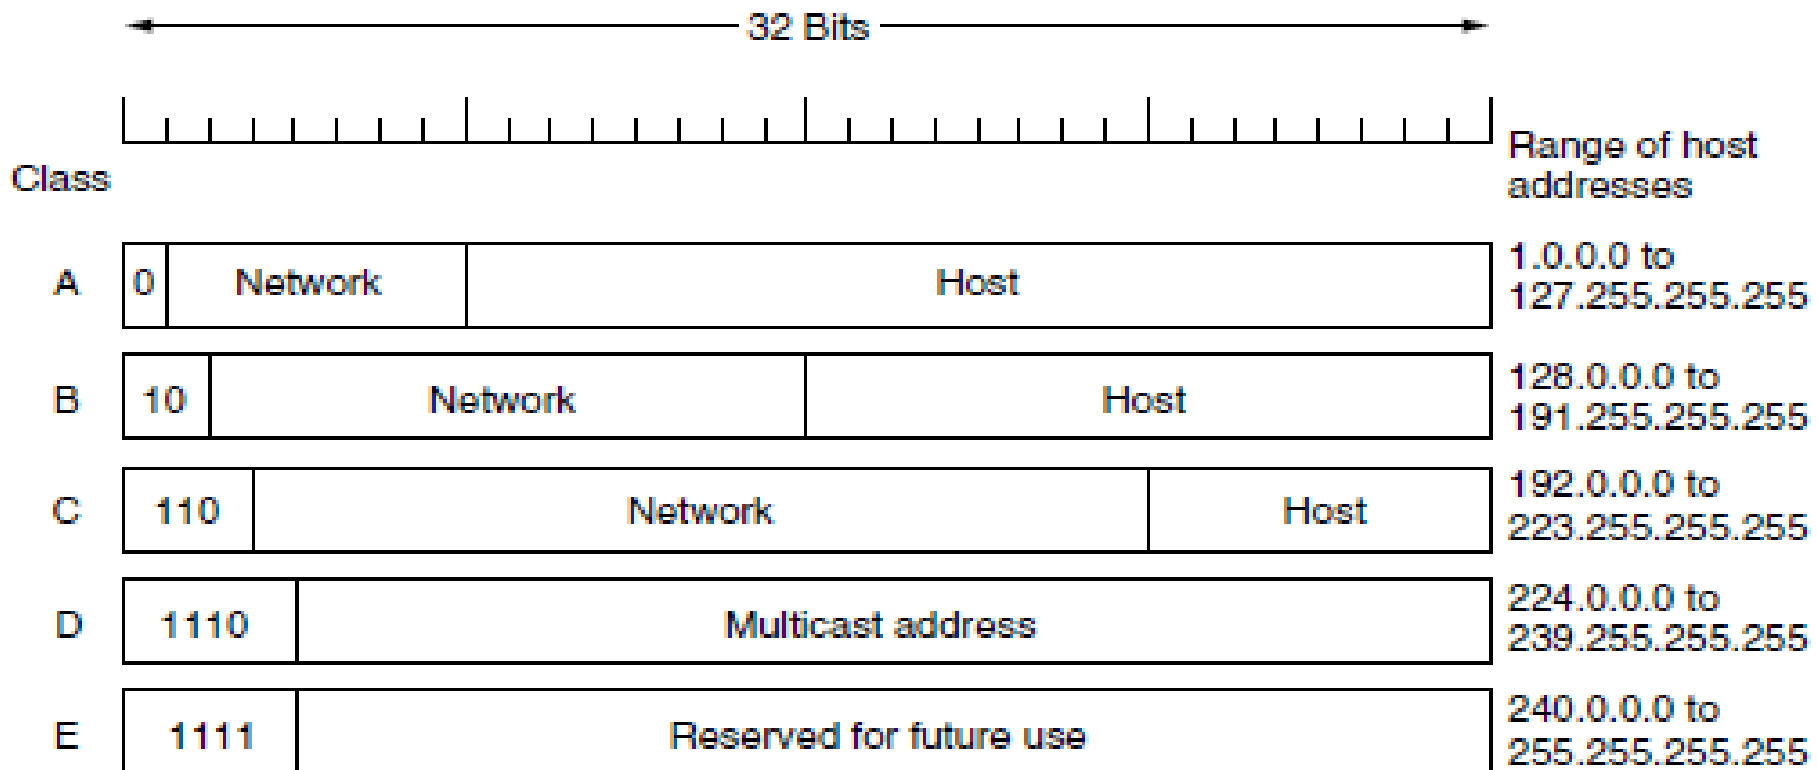 32 Bits
Range of host
addresses
Class
A 0 Network Host 1.0.0.0 to
127.255.255.255
B 10 Network Host 128.0.0.0 to
191.255.255.255
C 110 Network Host 192.0.0.0 to
223.255.255.255
D 1110 Multicast address 224.0.0.0 to
239.255.255.255
E 1111 Reserved for future use 240.0.0.0 to
255.255.255.255